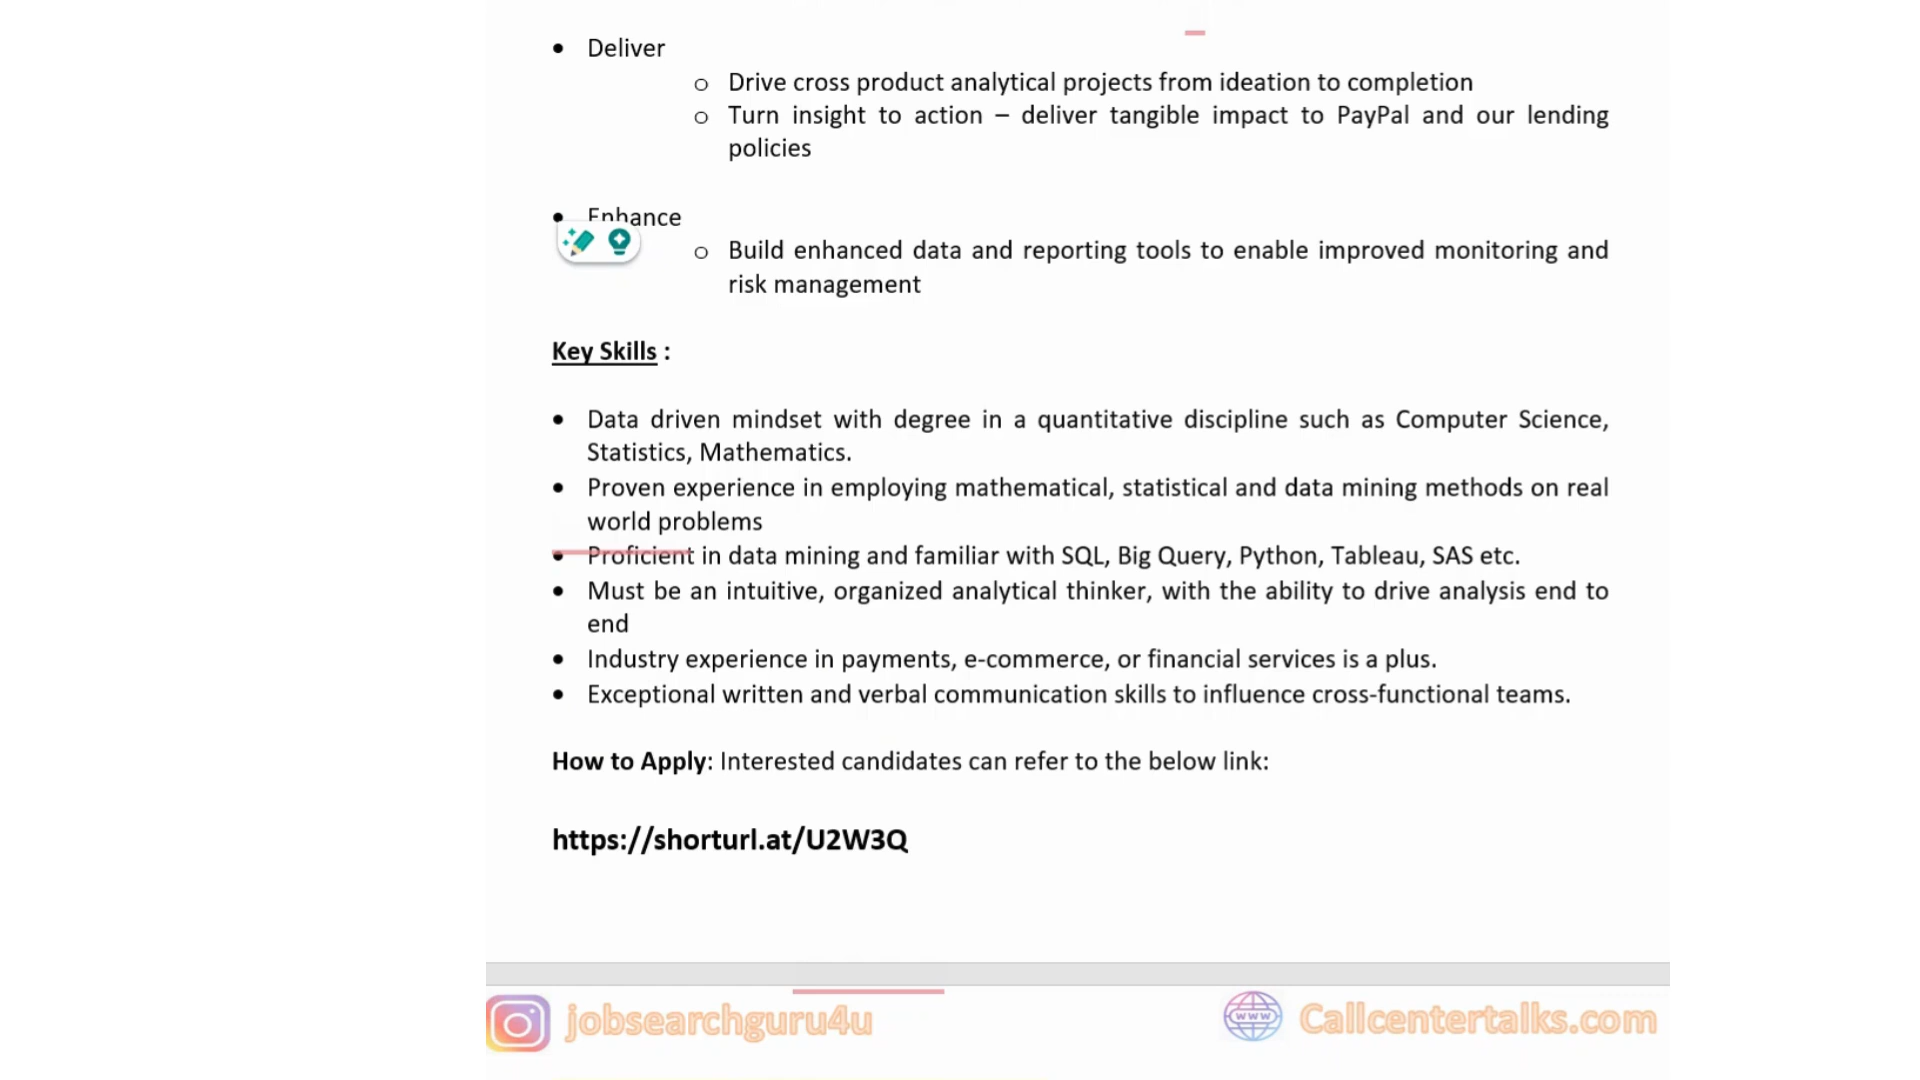 • Deliver
o Drive cross product analytical projects from ideation to completion
o Turn insight to action – deliver tangible impact to PayPal and our lending
policies
• Enhance
o Build enhanced data and reporting tools to enable improved monitoring and
risk management
Key Skills :
• Data driven mindset with degree in a quantitative discipline such as Computer Science,
Statistics, Mathematics.
• Proven experience in employing mathematical, statistical and data mining methods on real
world problems
• Proficient in data mining and familiar with SQL, Big Query, Python, Tableau, SAS etc.
• Must be an intuitive, organized analytical thinker, with the ability to drive analysis end to
end
• Industry experience in payments, e-commerce, or financial services is a plus.
• Exceptional written and verbal communication skills to influence cross-functional teams.
How to Apply: Interested candidates can refer to the below link:
https://shorturl.at/U2W3Q
jobsearchguru4u
www Callcentertalks.com